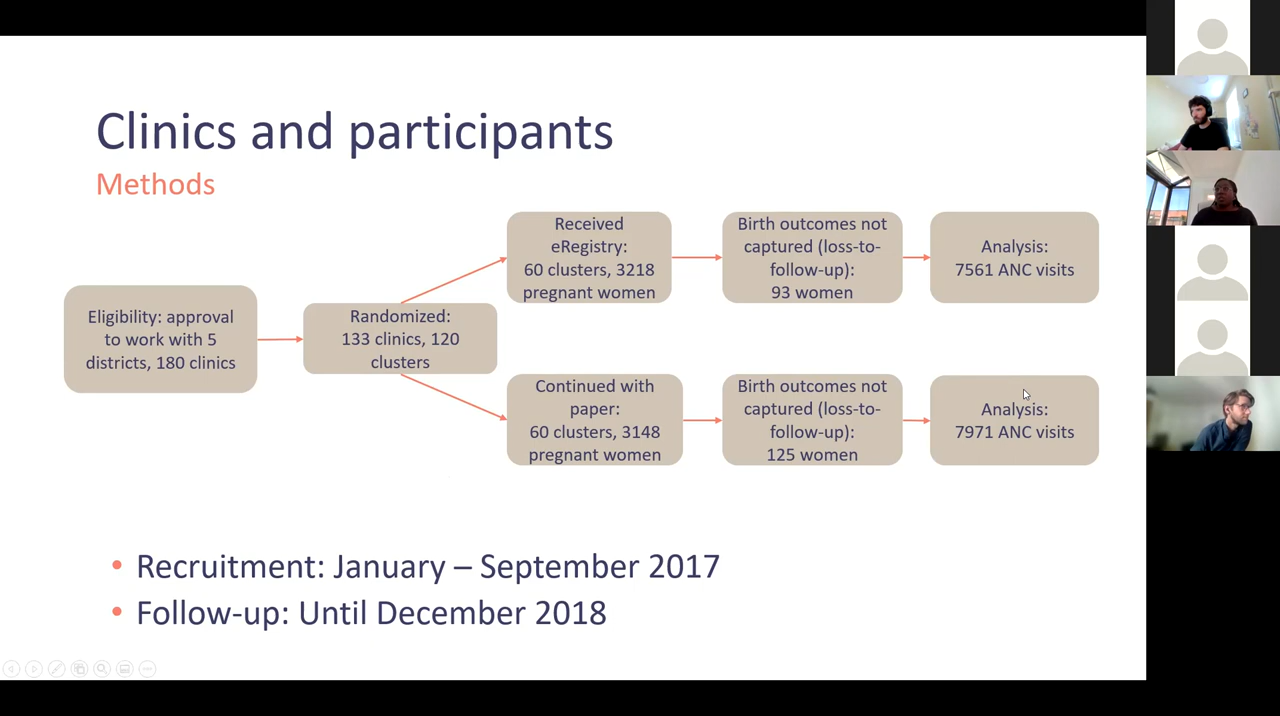 Clinics and participants
Methods
Eligibility: approval
to work with 5
districts, 180 clinics
Randomized:
133 clinics, 120
clusters
Received
eRegistry:
60 clusters, 3218
pregnant women
Birth outcomes not
captured (loss-to-
follow-up):
93 women
Analysis:
7561 ANC visits
Continued with
paper:
60 clusters, 3148
pregnant women
Birth outcomes not
captured (loss-to-
follow-up):
125 women
Analysis:
7971 ANC visits
• Recruitment: January – September 2017
• Follow-up: Until December 2018